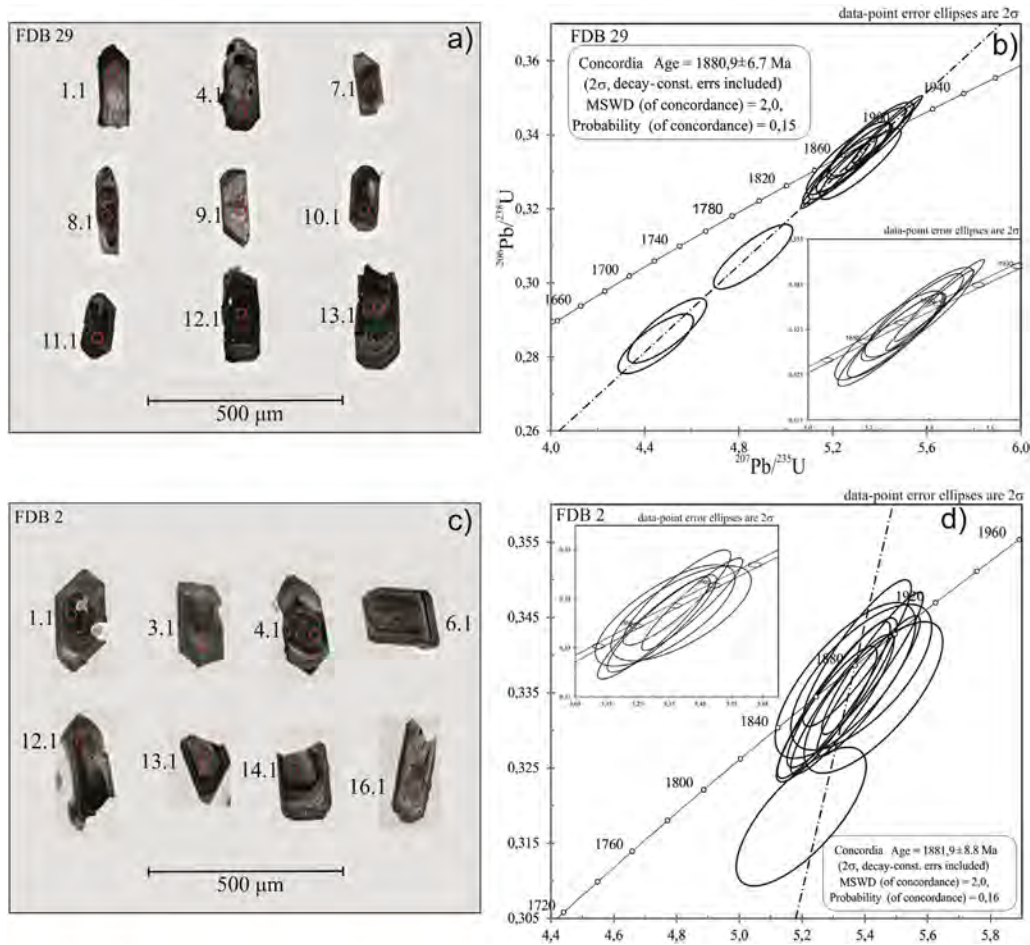 FDB 29
a)
1.1
4.1
7.1
8.1
9.1
10.1
11.1
12.1
13.1
500 µm
data-point error ellipses are 2σ
FDB 29
b)
Concordia Age = 1880,9±6.7 Ma
(2σ, decay-const. errs included)
MSWD (of concordance) = 2,0,
Probability (of concordance) = 0,15
0,36
0,34
0,32
0,30
0,28
0,26
²⁰⁶Pb/²³⁸U
1940
1900
1860
1820
1780
1740
1700
1660
data-point error ellipses are 2σ
4,0
4,4
4,8
5,2
5,6
6,0
²⁰⁷Pb/²³⁵U
FDB 2
c)
1.1
3.1
4.1
6.1
12.1
13.1
14.1
16.1
500 µm
data-point error ellipses are 2σ
FDB 2
d)
data-point error ellipses are 2σ
0,355
0,345
0,335
0,325
0,315
0,305
1960
1920
1880
1840
1800
1760
1720
Concordia Age = 1881,9±8.8 Ma
(2σ, decay-const. errs included)
MSWD (of concordance) = 2,0,
Probability (of concordance) = 0,16
4,4
4,6
4,8
5,0
5,2
5,4
5,6
5,8
6,0